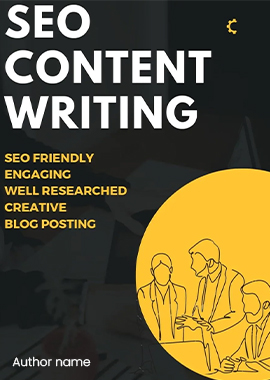 SEO
CONTENT
WRITING
SEO FRIENDLY
ENGAGING
WELL RESEARCHED
CREATIVE
BLOG POSTING
Author name